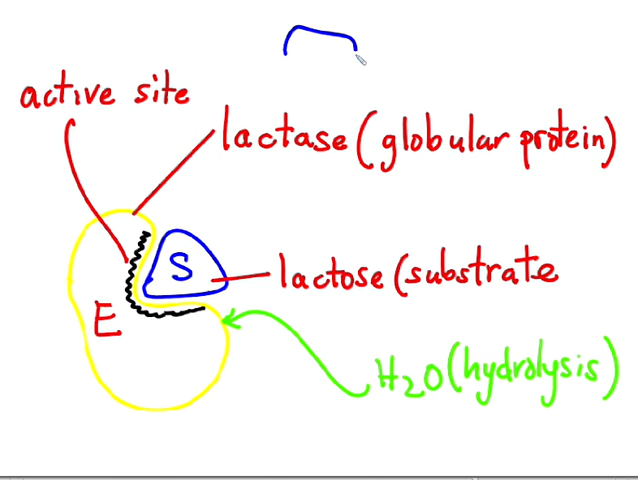 active site
lactase (globular protein)
S
lactose (substrate
E
H2O (hydrolysis)